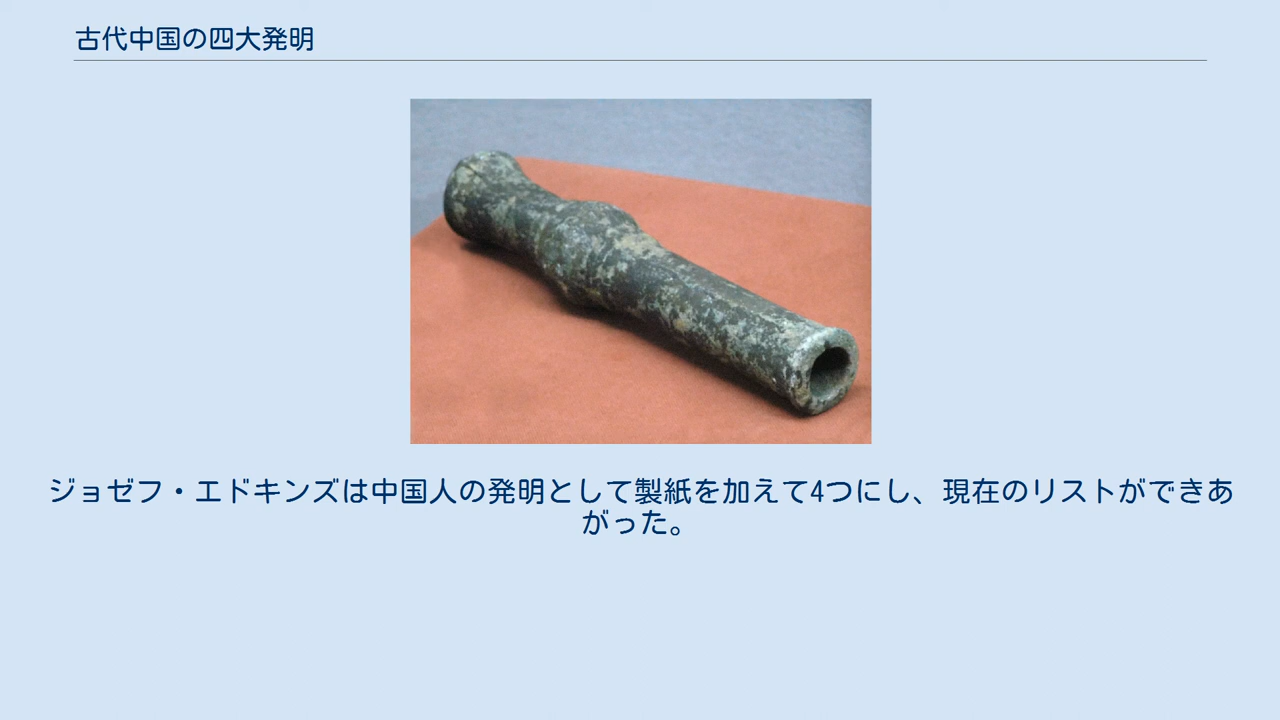 古代中国の四大発明
ジョゼフ・エドキンズは中国人の発明として製紙を加えて4つにし、現在のリストができあ
がった。